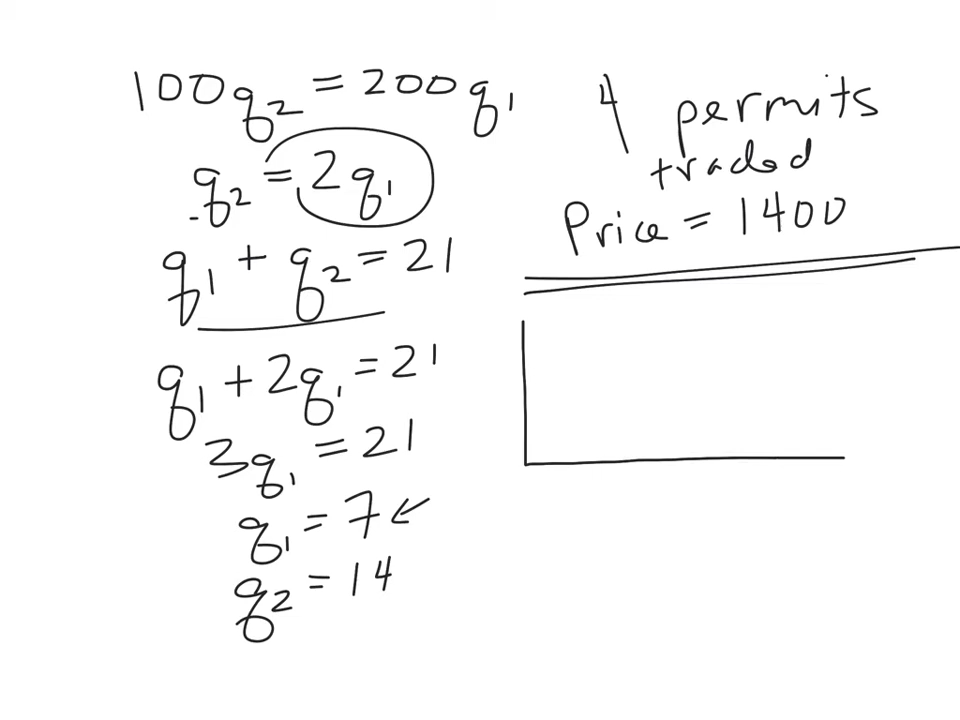 100q₂ = 200q₁
q₂ = 2q₁
q₁ + q₂ = 21
q₁ + 2q₁ = 21
3q₁ = 21
q₁ = 7 ←
q₂ = 14
4 permits
traded
Price = 1400